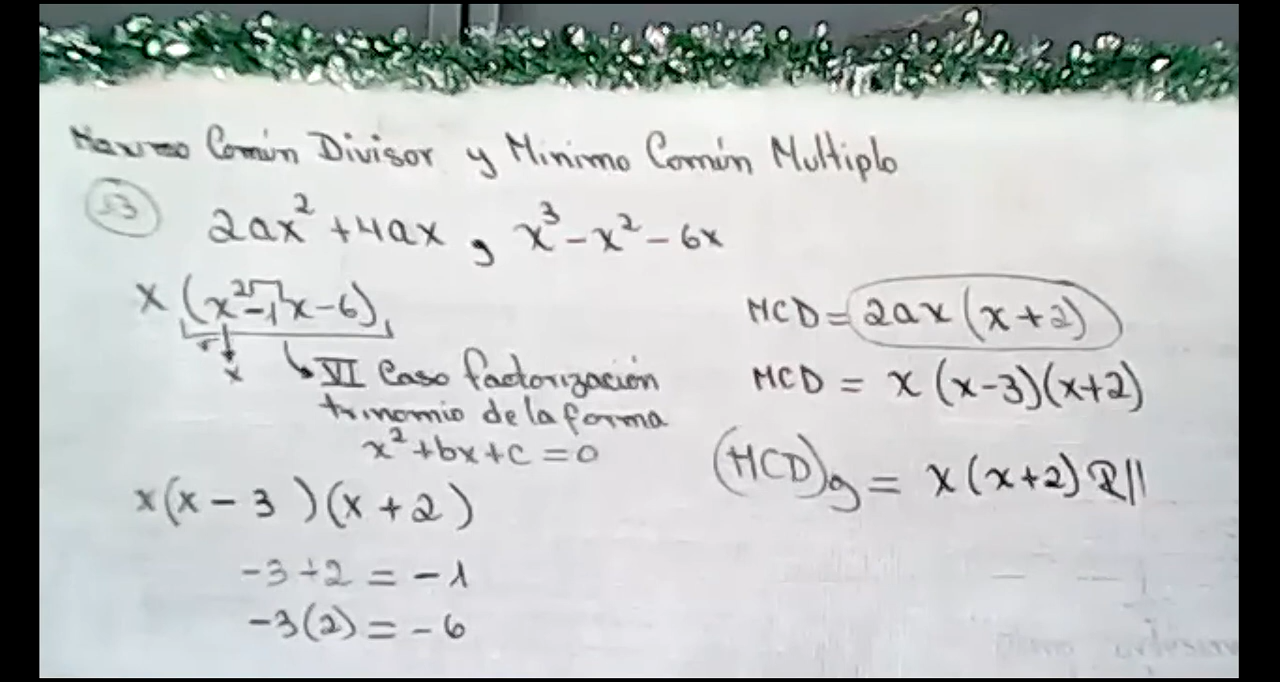 Maximo Común Divisor y Minimo Común Multiplo
53 2ax² + 4ax , x³ - x² - 6x
x (x² - 1x - 6)
x
VI Caso factorización
trinomio de la forma
x² + bx + c = 0
x(x - 3)(x + 2)
-3 + 2 = -1
-3(2) = -6
MCD = 2ax (x + 2)
MCD = x (x-3)(x+2)
(MCD)g = x (x+2) R//